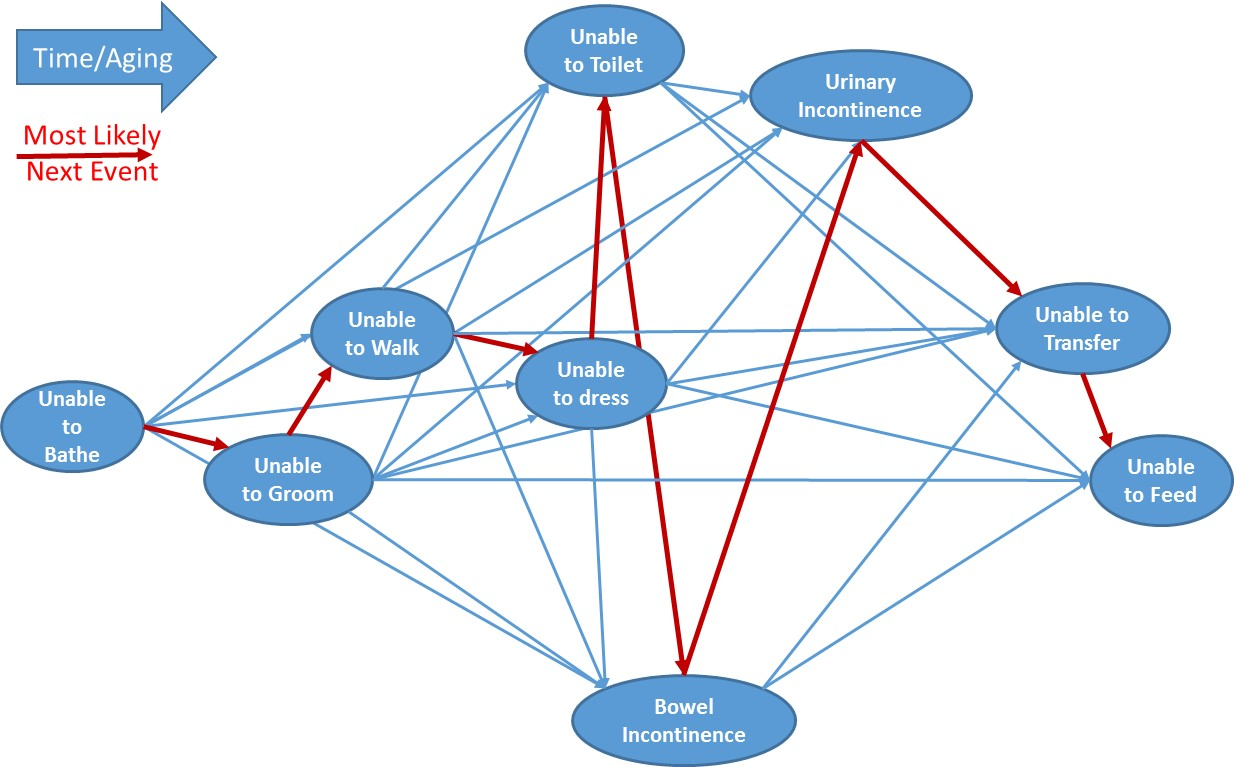 Time/Aging
Most Likely
Next Event
Unable
to Toilet
Urinary
Incontinence
Unable
to Walk
Unable to
Transfer
Unable
to dress
Unable
to
Bathe
Unable
to Groom
Unable
to Feed
Bowel
Incontinence